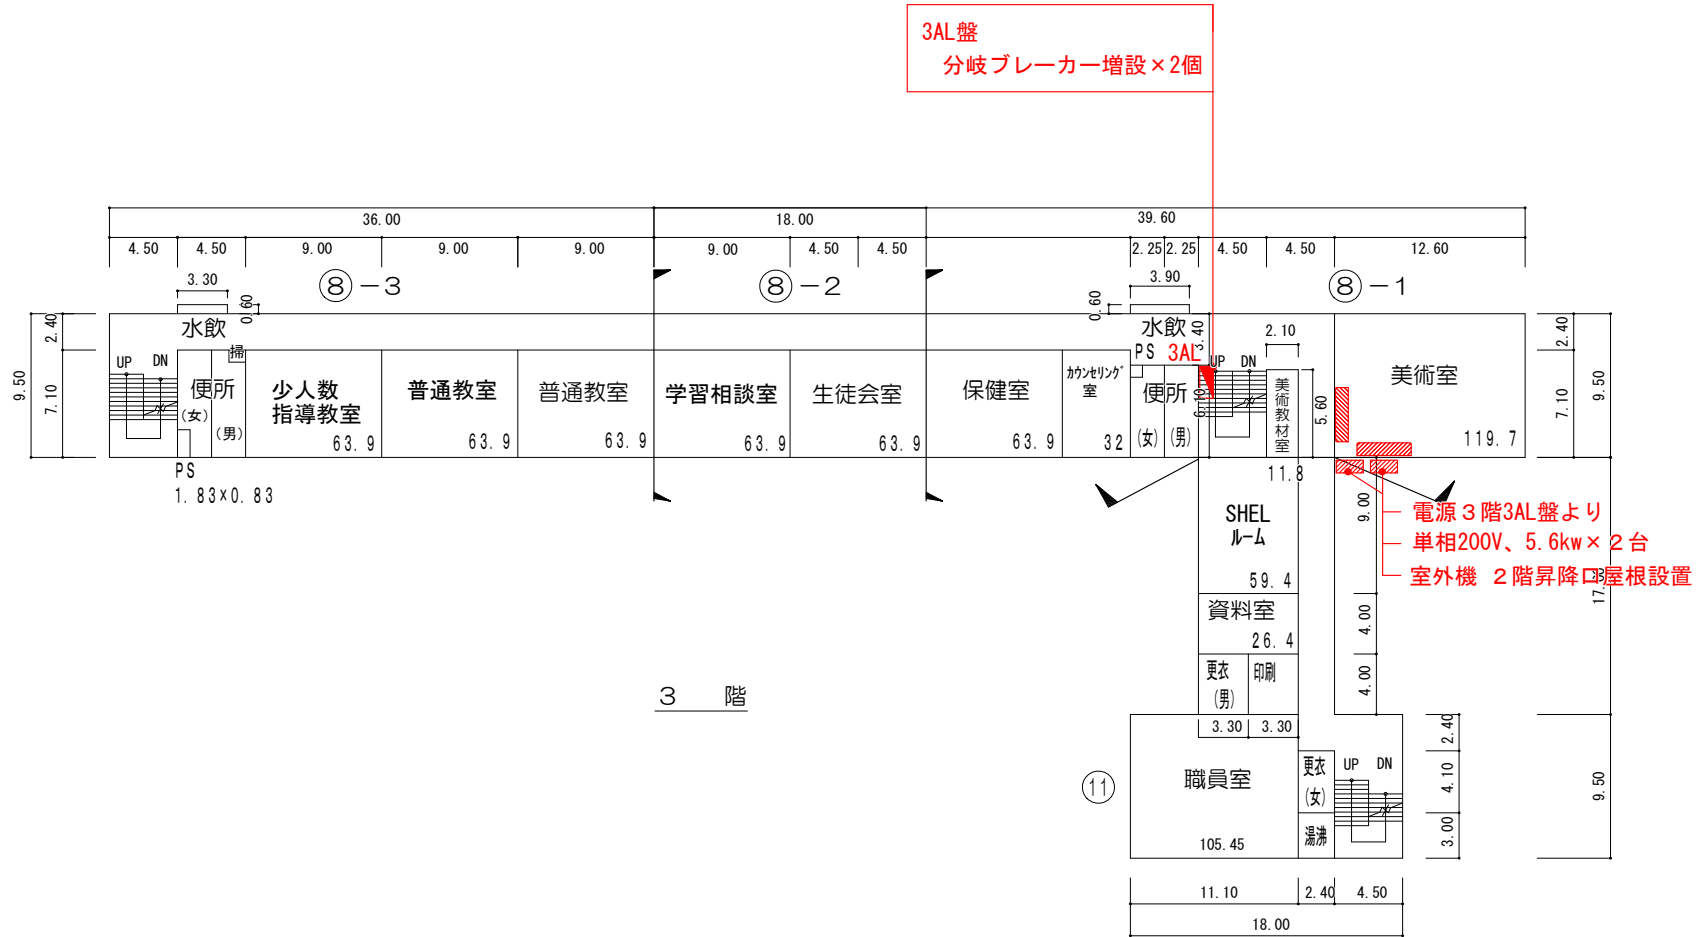 3AL盤
分岐ブレーカー増設×2個
36.00
18.00
39.60
4.50
4.50
9.00
9.00
9.00
9.00
4.50
4.50
2.25
2.25
4.50
4.50
12.60
3.30
⑧-3
⑧-2
3.90
⑧-1
0.60
0.60
9.50
2.40
7.10
水飲
水飲
3.40
2.10
2.40
7.10
9.50
UP
DN
掃
便所
(女)
(男)
少人数
指導教室
63.9
普通教室
63.9
普通教室
63.9
学習相談室
63.9
生徒会室
63.9
保健室
63.9
カウンセリング
室
32
PS
3AL
便所
(女)
(男)
6.10
UP
DN
美術教材室
5.60
11.8
美術室
119.7
PS
1.83×0.83
SHEL
ルーム
59.4
9.00
電源３階3AL盤より
単相200V、5.6kw×２台
室外機 ２階昇降口屋根設置
資料室
26.4
4.00
更衣
(男)
印刷
4.00
3 階
3.30
3.30
2.40
⑪
職員室
105.45
更衣
(女)
湯沸
UP
DN
4.10
3.00
9.50
11.10
2.40
4.50
18.00